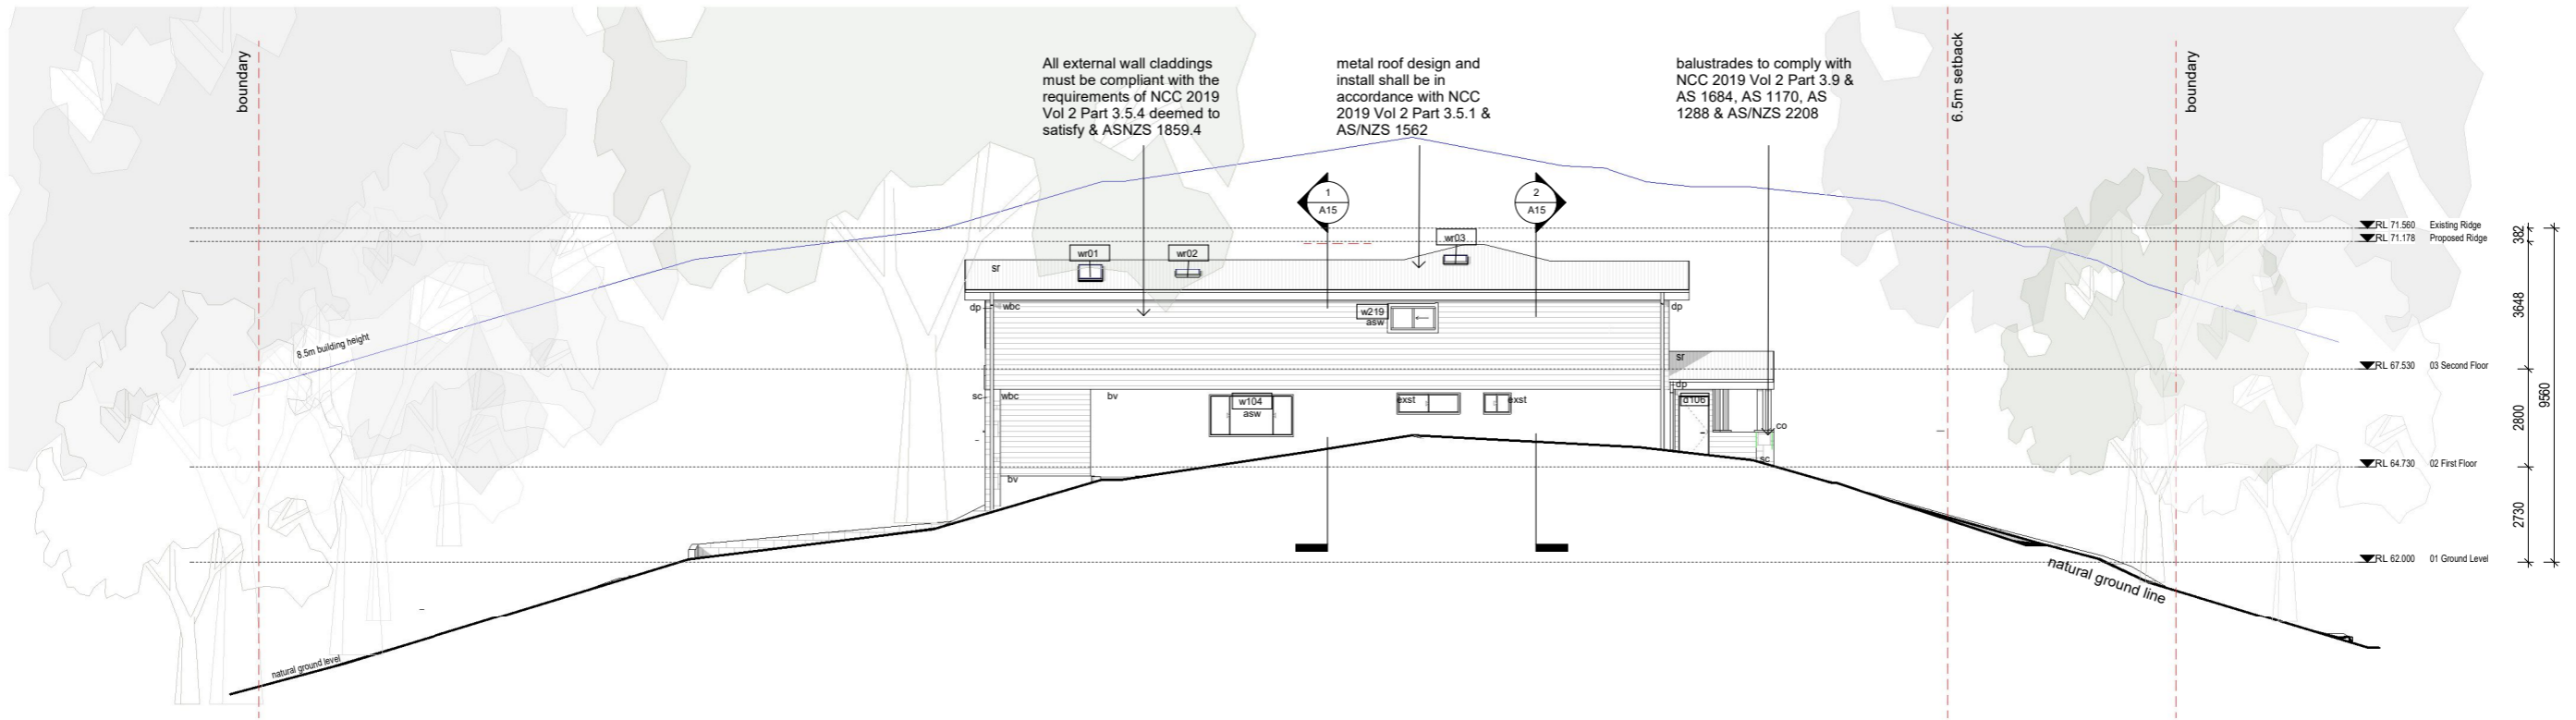 boundary
All external wall claddings
must be compliant with the
requirements of NCC 2019
Vol 2 Part 3.5.4 deemed to
satisfy & ASNZS 1859.4
metal roof design and
install shall be in
accordance with NCC
2019 Vol 2 Part 3.5.1 &
AS/NZS 1562
balustrades to comply with
NCC 2019 Vol 2 Part 3.9 &
AS 1684, AS 1170, AS
1288 & AS/NZS 2208
6.5m setback
boundary
1
A15
2
A15
RL 71.560 Existing Ridge
RL 71.178 Proposed Ridge
382
wr01
wr02
wr03
sr
dp
wbc
w219
asw
dp
3648
8.5m building height
sr
RL 67.530 03 Second Floor
dp
sc
wbc
bv
w104
asw
exst
exst
d106
co
2800
9560
sc
RL 64.730 02 First Floor
bv
2730
RL 62.000 01 Ground Level
natural ground line
natural ground level